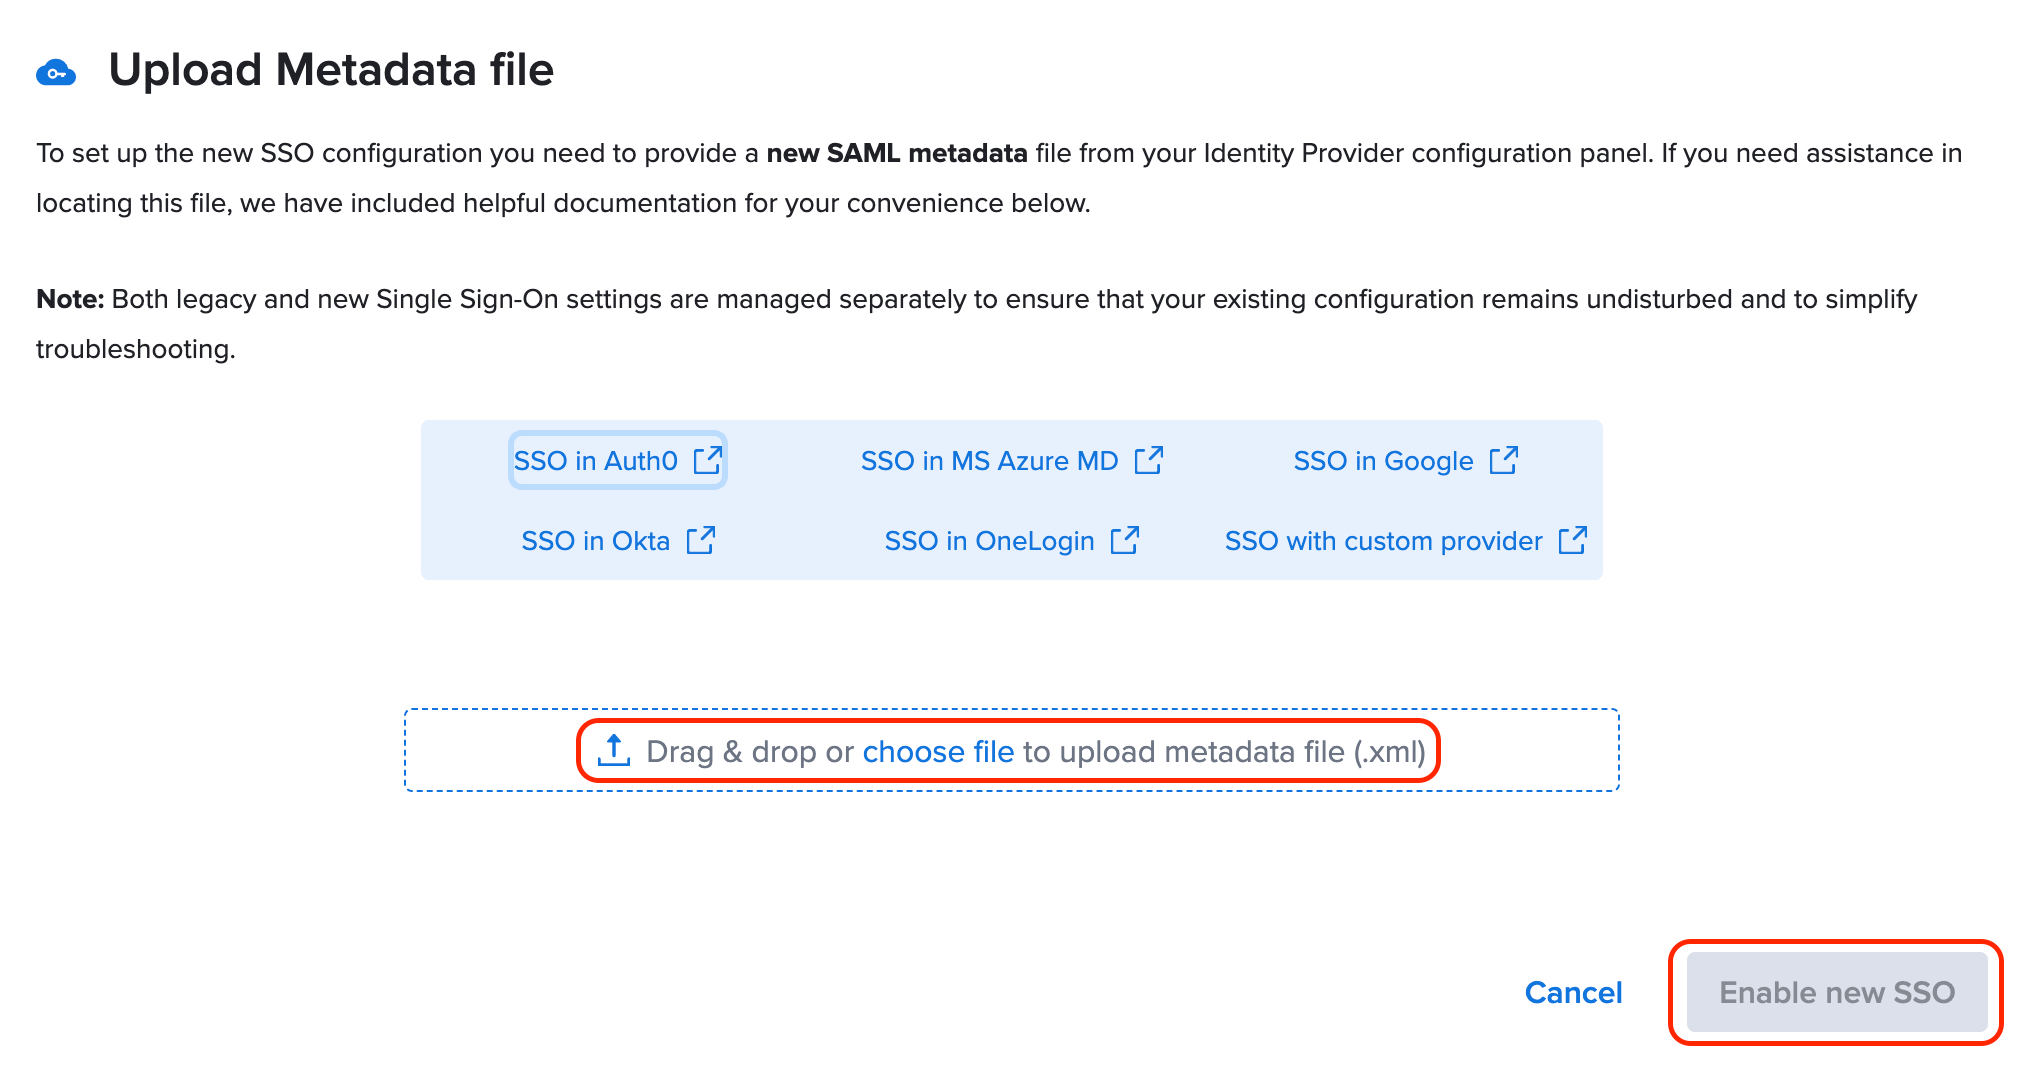 Upload Metadata file
To set up the new SSO configuration you need to provide a new SAML metadata file from your Identity Provider configuration panel. If you need assistance in
locating this file, we have included helpful documentation for your convenience below.
Note: Both legacy and new Single Sign-On settings are managed separately to ensure that your existing configuration remains undisturbed and to simplify
troubleshooting.
SSO in Auth0 SSO in MS Azure MD SSO in Google
SSO in Okta SSO in OneLogin SSO with custom provider
Drag & drop or choose file to upload metadata file (.xml)
Cancel Enable new SSO